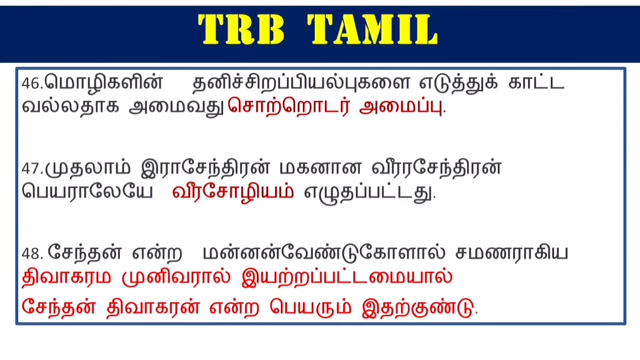 TRB TAMIL
46.மொழிகளின் தனிச்சிறப்பியல்புகளை எடுத்துக் காட்ட
வல்லதாக அமைவது சொற்றொடர் அமைப்பு.
47.முதலாம் இராசேந்திரன் மகனான வீரரசேந்திரன்
பெயராலேயே வீரசோழியம் எழுதப்பட்டது.
48. சேந்தன் என்ற மன்னன்வேண்டுகோளால் சமணராகிய
திவாகரம முனிவரால் இயற்றப்பட்டமையால்
சேந்தன் திவாகரன் என்ற பெயரும் இதற்குண்டு.